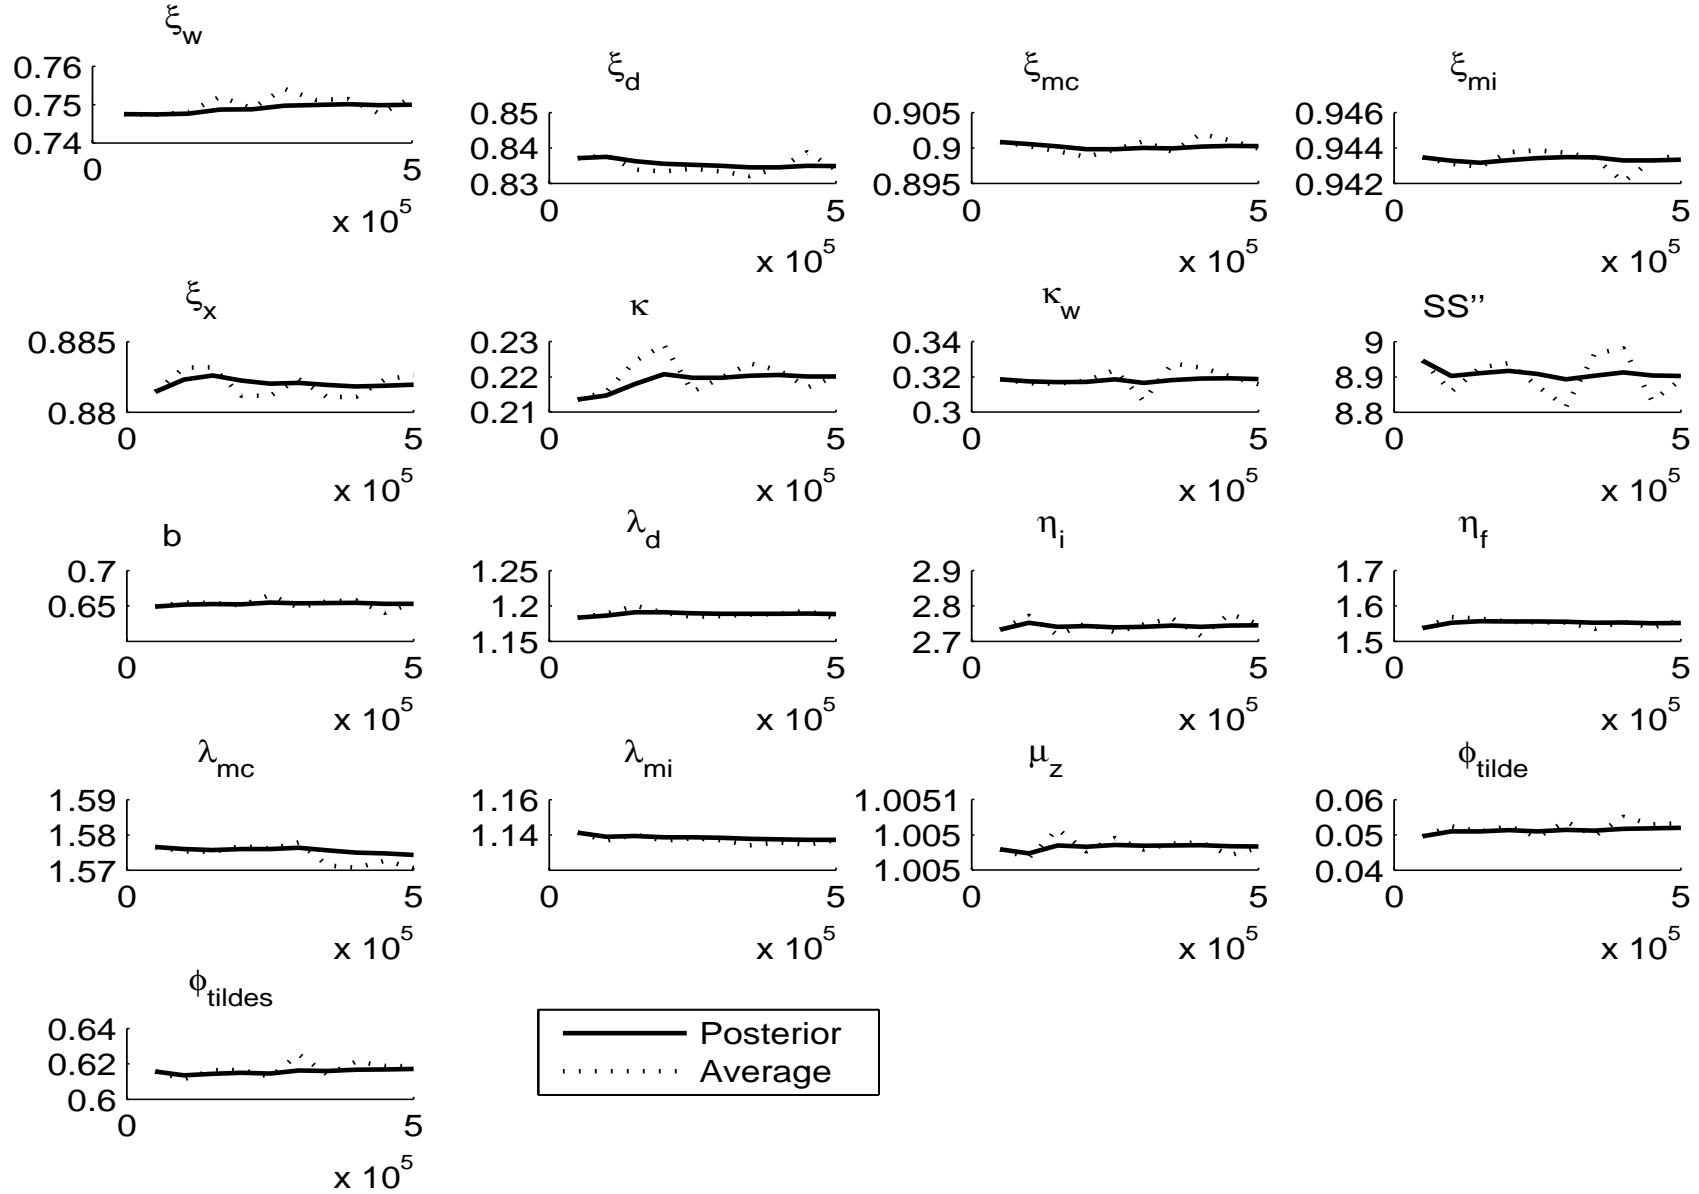 ξw
0.76
0.75
0.74
0
5
x 10^5
ξd
0.85
0.84
0.83
0
5
x 10^5
ξmc
0.905
0.9
0.895
0
5
x 10^5
ξmi
0.946
0.944
0.942
0
5
x 10^5
ξx
0.885
0.88
0
5
x 10^5
κ
0.23
0.22
0.21
0
5
x 10^5
κw
0.34
0.32
0.3
0
5
x 10^5
SS''
9
8.9
8.8
0
5
x 10^5
b
0.7
0.65
0
5
x 10^5
λd
1.25
1.2
1.15
0
5
x 10^5
ηi
2.9
2.8
2.7
0
5
x 10^5
ηf
1.7
1.6
1.5
0
5
x 10^5
λmc
1.59
1.58
1.57
0
5
x 10^5
λmi
1.16
1.14
0
5
x 10^5
μz
1.0051
1.005
1.005
0
5
x 10^5
ϕtilde
0.06
0.05
0.04
0
5
x 10^5
ϕtildes
0.64
0.62
0.6
0
5
x 10^5
Posterior
Average